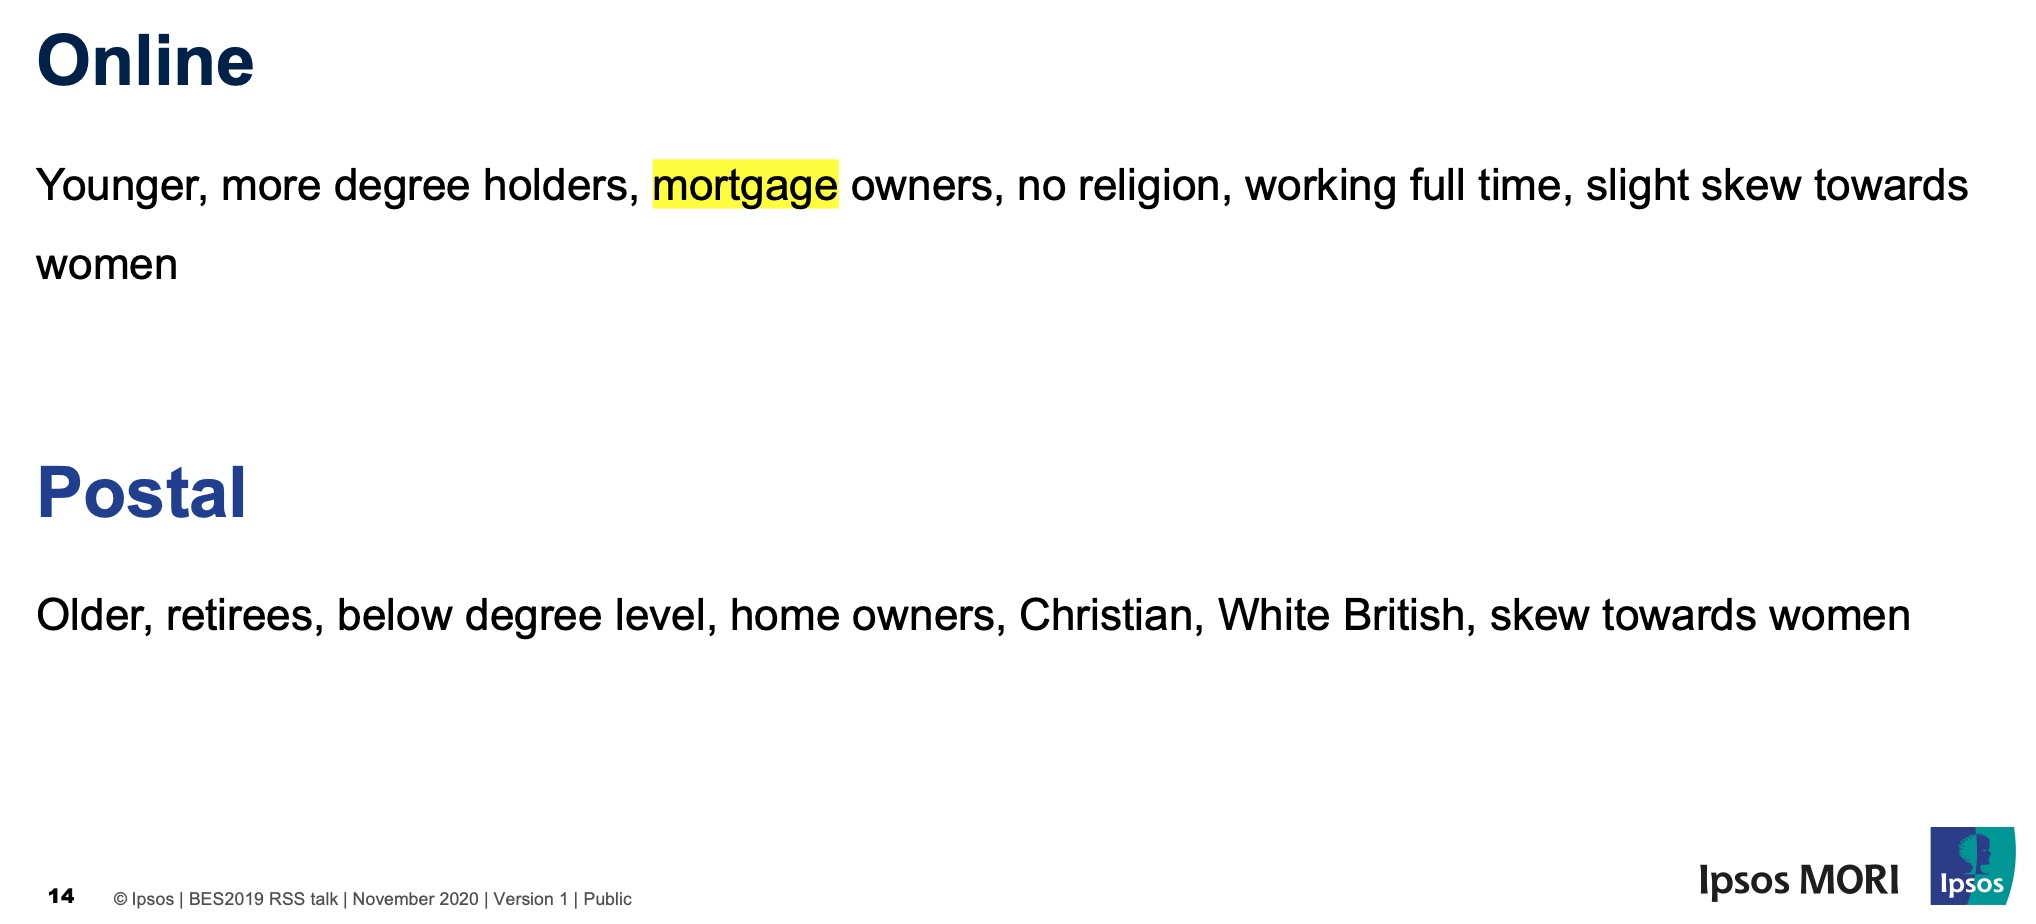 Online
Younger, more degree holders, mortgage owners, no religion, working full time, slight skew towards
women
Postal
Older, retirees, below degree level, home owners, Christian, White British, skew towards women
14 © Ipsos | BES2019 RSS talk | November 2020 | Version 1 | Public
Ipsos MORI
Ipsos